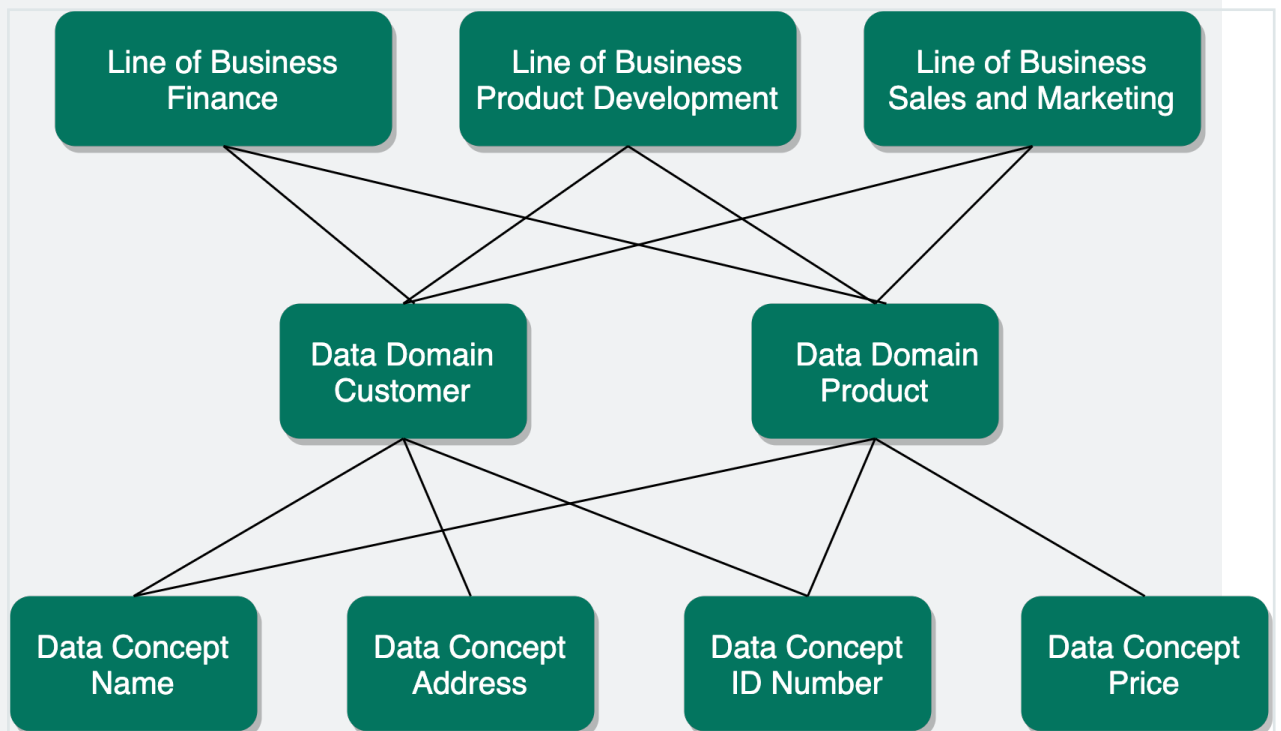 Line of Business
Finance
Line of Business
Product Development
Line of Business
Sales and Marketing
Data Domain
Customer
Data Domain
Product
Data Concept
Name
Data Concept
Address
Data Concept
ID Number
Data Concept
Price